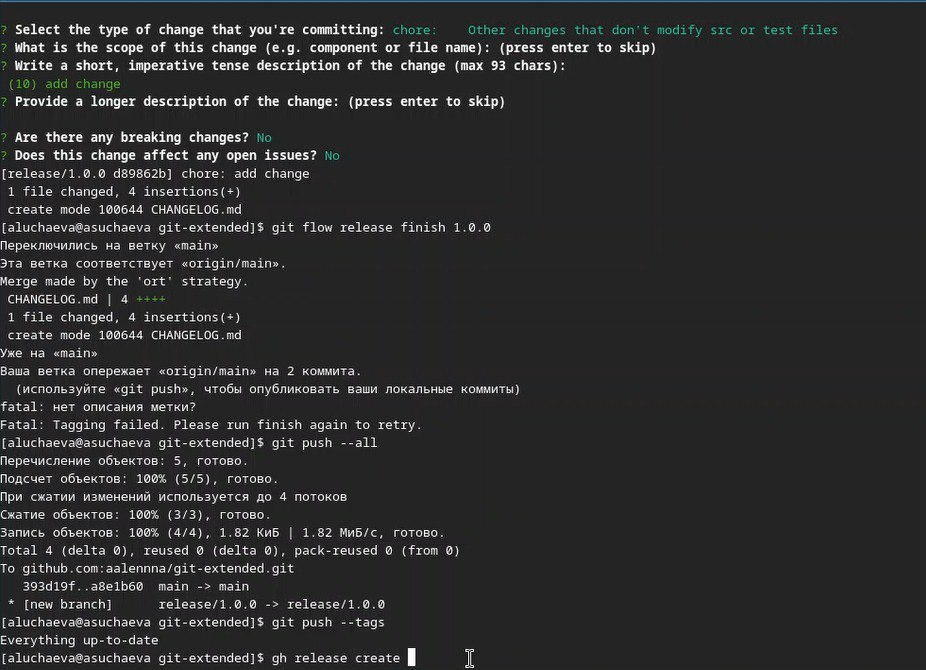 ? Select the type of change that you're committing: chore:    Other changes that don't modify src or test files
? What is the scope of this change (e.g. component or file name): (press enter to skip)
? Write a short, imperative tense description of the change (max 93 chars):
 (10) add change
? Provide a longer description of the change: (press enter to skip)
? Are there any breaking changes? No
? Does this change affect any open issues? No
[release/1.0.0 d89862b] chore: add change
 1 file changed, 4 insertions(+)
 create mode 100644 CHANGELOG.md
[aluchaeva@asuchaeva git-extended]$ git flow release finish 1.0.0
Переключились на ветку «main»
Эта ветка соответствует «origin/main».
Merge made by the 'ort' strategy.
 CHANGELOG.md | 4 ++++
 1 file changed, 4 insertions(+)
 create mode 100644 CHANGELOG.md
Уже на «main»
Ваша ветка опережает «origin/main» на 2 коммита.
  (используйте «git push», чтобы опубликовать ваши локальные коммиты)
fatal: нет описания метки?
Fatal: Tagging failed. Please run finish again to retry.
[aluchaeva@asuchaeva git-extended]$ git push --all
Перечисление объектов: 5, готово.
Подсчет объектов: 100% (5/5), готово.
При сжатии изменений используется до 4 потоков
Сжатие объектов: 100% (3/3), готово.
Запись объектов: 100% (4/4), 1.82 КиБ | 1.82 МиБ/с, готово.
Total 4 (delta 0), reused 0 (delta 0), pack-reused 0 (from 0)
To github.com:aalennna/git-extended.git
   393d19f..a8e1b60  main -> main
 * [new branch]      release/1.0.0 -> release/1.0.0
[aluchaeva@asuchaeva git-extended]$ git push --tags
Everything up-to-date
[aluchaeva@asuchaeva git-extended]$ gh release create